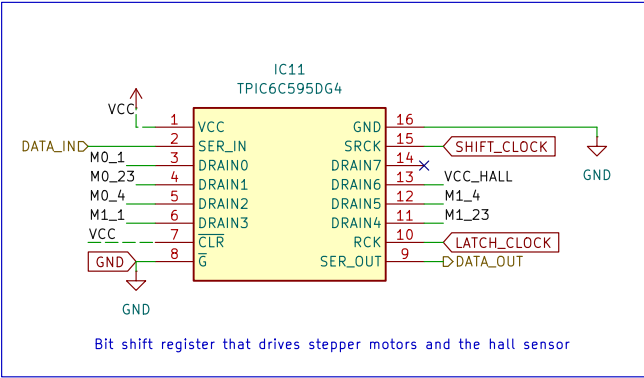 IC11
TPIC6C595DG4
VCC
1 VCC GND 16
DATA_IN 2 SER_IN SRCK 15 SHIFT_CLOCK
M0_1 3 DRAIN0 DRAIN7 14
M0_23 4 DRAIN1 DRAIN6 13 VCC_HALL
M0_4 5 DRAIN2 DRAIN5 12 M1_4
M1_1 6 DRAIN3 DRAIN4 11 M1_23
VCC 7 CLR RCK 10 LATCH_CLOCK
GND 8 G SER_OUT 9 DATA_OUT
GND
GND
Bit shift register that drives stepper motors and the hall sensor